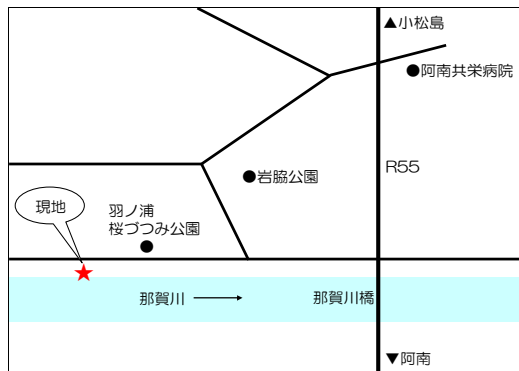 ▲小松島
●阿南共栄病院
R55
●岩脇公園
現地
羽ノ浦
桜づつみ公園
那賀川
那賀川橋
▼阿南